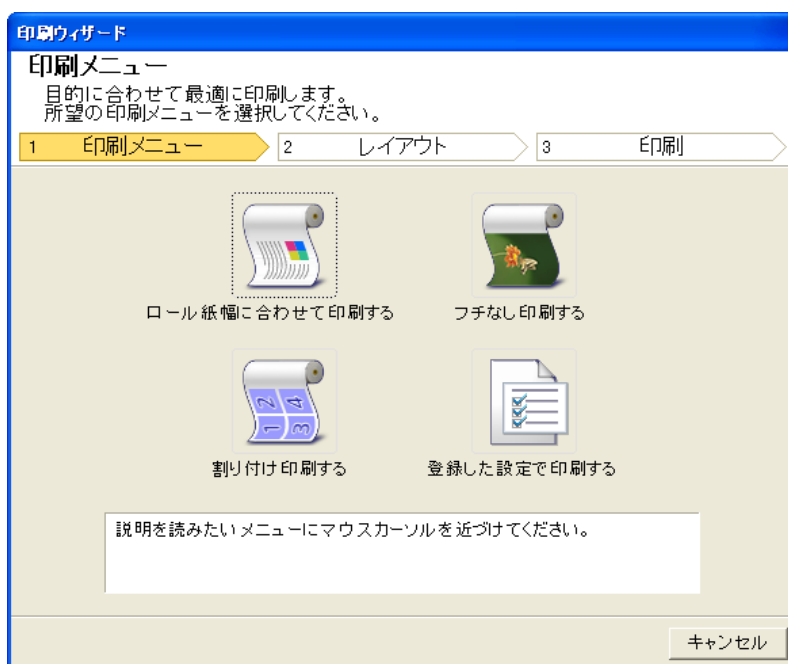 印刷ウィザード
印刷メニュー
目的に合わせて最適に印刷します。
所望の印刷メニューを選択してください。
1 印刷メニュー 2 レイアウト 3 印刷
ロール紙幅に合わせて印刷する フチなし印刷する
1 2 3 4
割り付け印刷する 登録した設定で印刷する
説明を読みたいメニューにマウスカーソルを近づけてください。
キャンセル